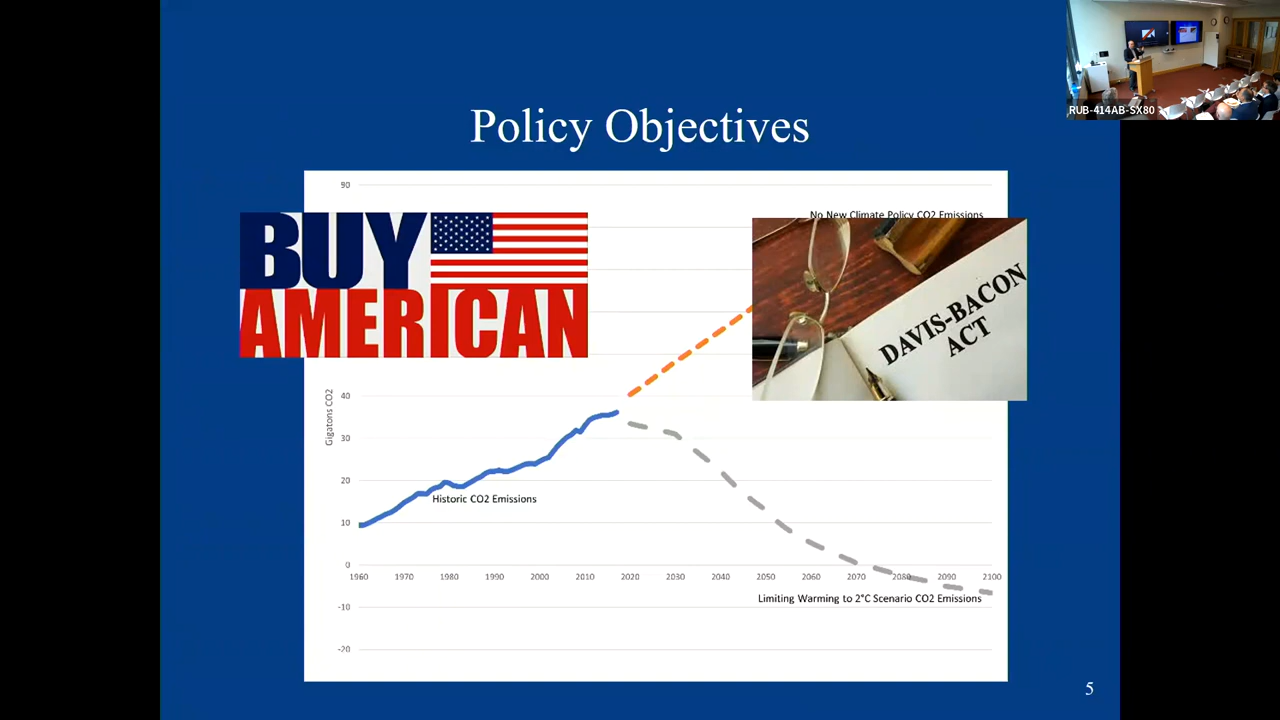 RUB-414AB-SX80
Policy Objectives
90
No New Climate Policy CO2 Emissions
BUY
AMERICAN
DAVIS-BACON
ACT
Gigatons CO2
40
30
20
Historic CO2 Emissions
10
0
1960 1970 1980 1990 2000 2010 2020 2030 2040 2050 2060 2070 2080 2090 2100
Limiting Warming to 2°C Scenario CO2 Emissions
-10
-20
5